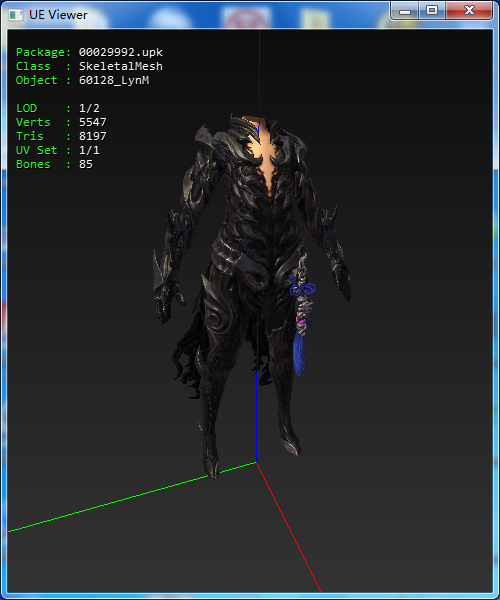 UE Viewer
Package: 00029992.upk
Class : SkeletalMesh
Object : 60128_LynM
LOD : 1/2
Verts : 5547
Tris : 8197
UV Set : 1/1
Bones : 85